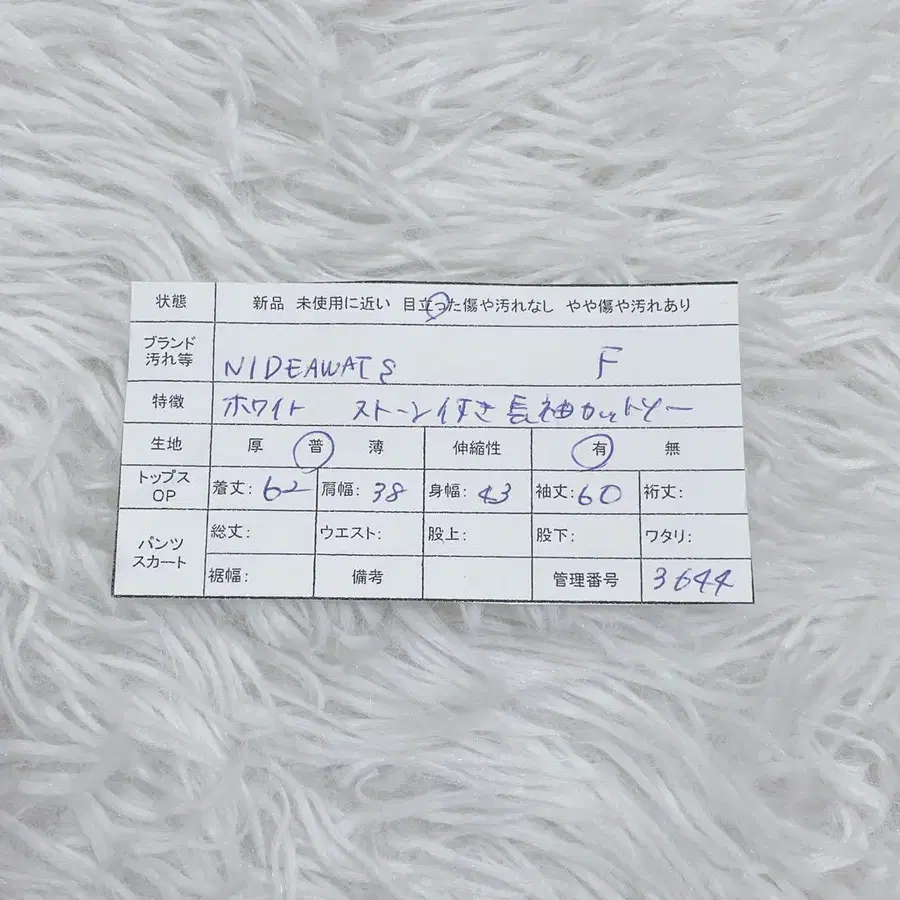 状態 新品 未使用に近い 目立った傷や汚れなし やや傷や汚れあり
ブランド
汚れ等 NIDEAWATS F
特徴 ホワイト ストーン付き長袖カットソー
生地 厚 普 薄 伸縮性 有 無
トップス
OP 着丈:62 肩幅:38 身幅:43 袖丈:60 裄丈:
パンツ
スカート 総丈: ウエスト: 股上: 股下: ワタリ:
裾幅: 備考 管理番号 3644